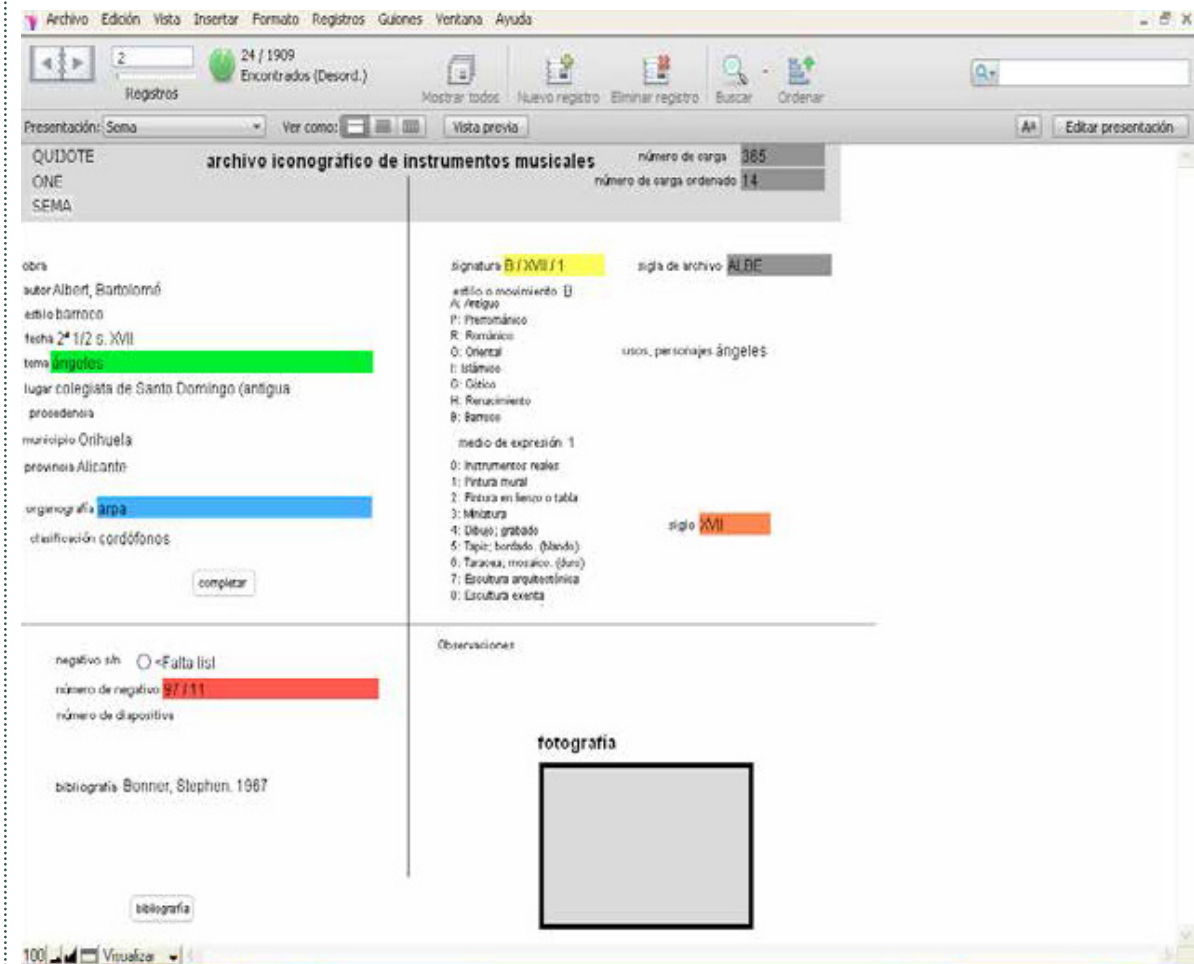 Archivo Edición Vista Insertar Formato Registros Guiones Ventana Ayuda
2
Registros
24 / 1909
Encontrados (Desord.)
Mostrar todos
Nuevo registro
Eliminar registro
Buscar
Ordenar
Presentación: Sema
Ver como:
Vista previa
Editar presentación
QUIJOTE
ONE
SEMA
archivo iconográfico de instrumentos musicales
número de carga 365
número de carga ordenado 14
obra
autor Albert, Bartolomé
estilo barroco
fecha 2ª 1/2 s. XVII
tema ángeles
lugar colegiata de Santo Domingo (antigua
procedencia
municipio Orihuela
provincia Alicante
organografía arpa
clasificación cordófonos
completar
signatura B / XVII / 1
sigla de archivo ALBE
estilo o movimiento B
A: Antiguo
P: Prerrománico
R: Románico
O: Oriental
I: Islámico
G: Gótico
H: Renacimiento
B: Barroco
usos, personajes ángeles
medio de expresión 1
0: Instrumentos reales
1: Pintura mural
2: Pintura en lienzo o tabla
3: Miniatura
4: Dibujo; grabado
5: Tapiz; bordado. (blando)
6: Taracea; mosaico. (duro)
7: Escultura arquitectónica
8: Escultura exenta
siglo XVII
negativo s/n <Falta list
número de negativo 97 / 11
número de diapositiva
bibliografía Bonner, Stephen. 1967
bibliografía
Observaciones
fotografía
100
Visualizar